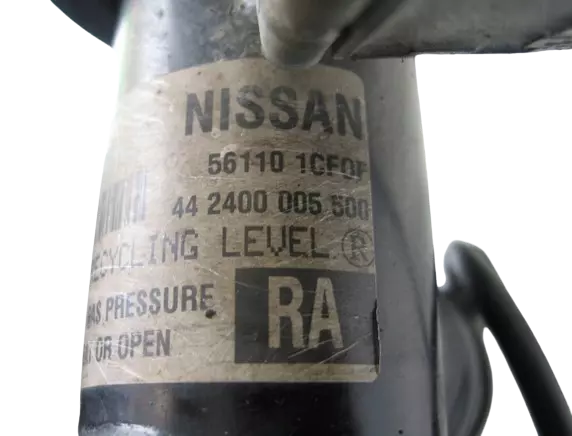 NISSAN
56110 1CF0F
44 2400 005 500
RECYCLING LEVEL ®
GAS PRESSURE
OR OPEN
RA